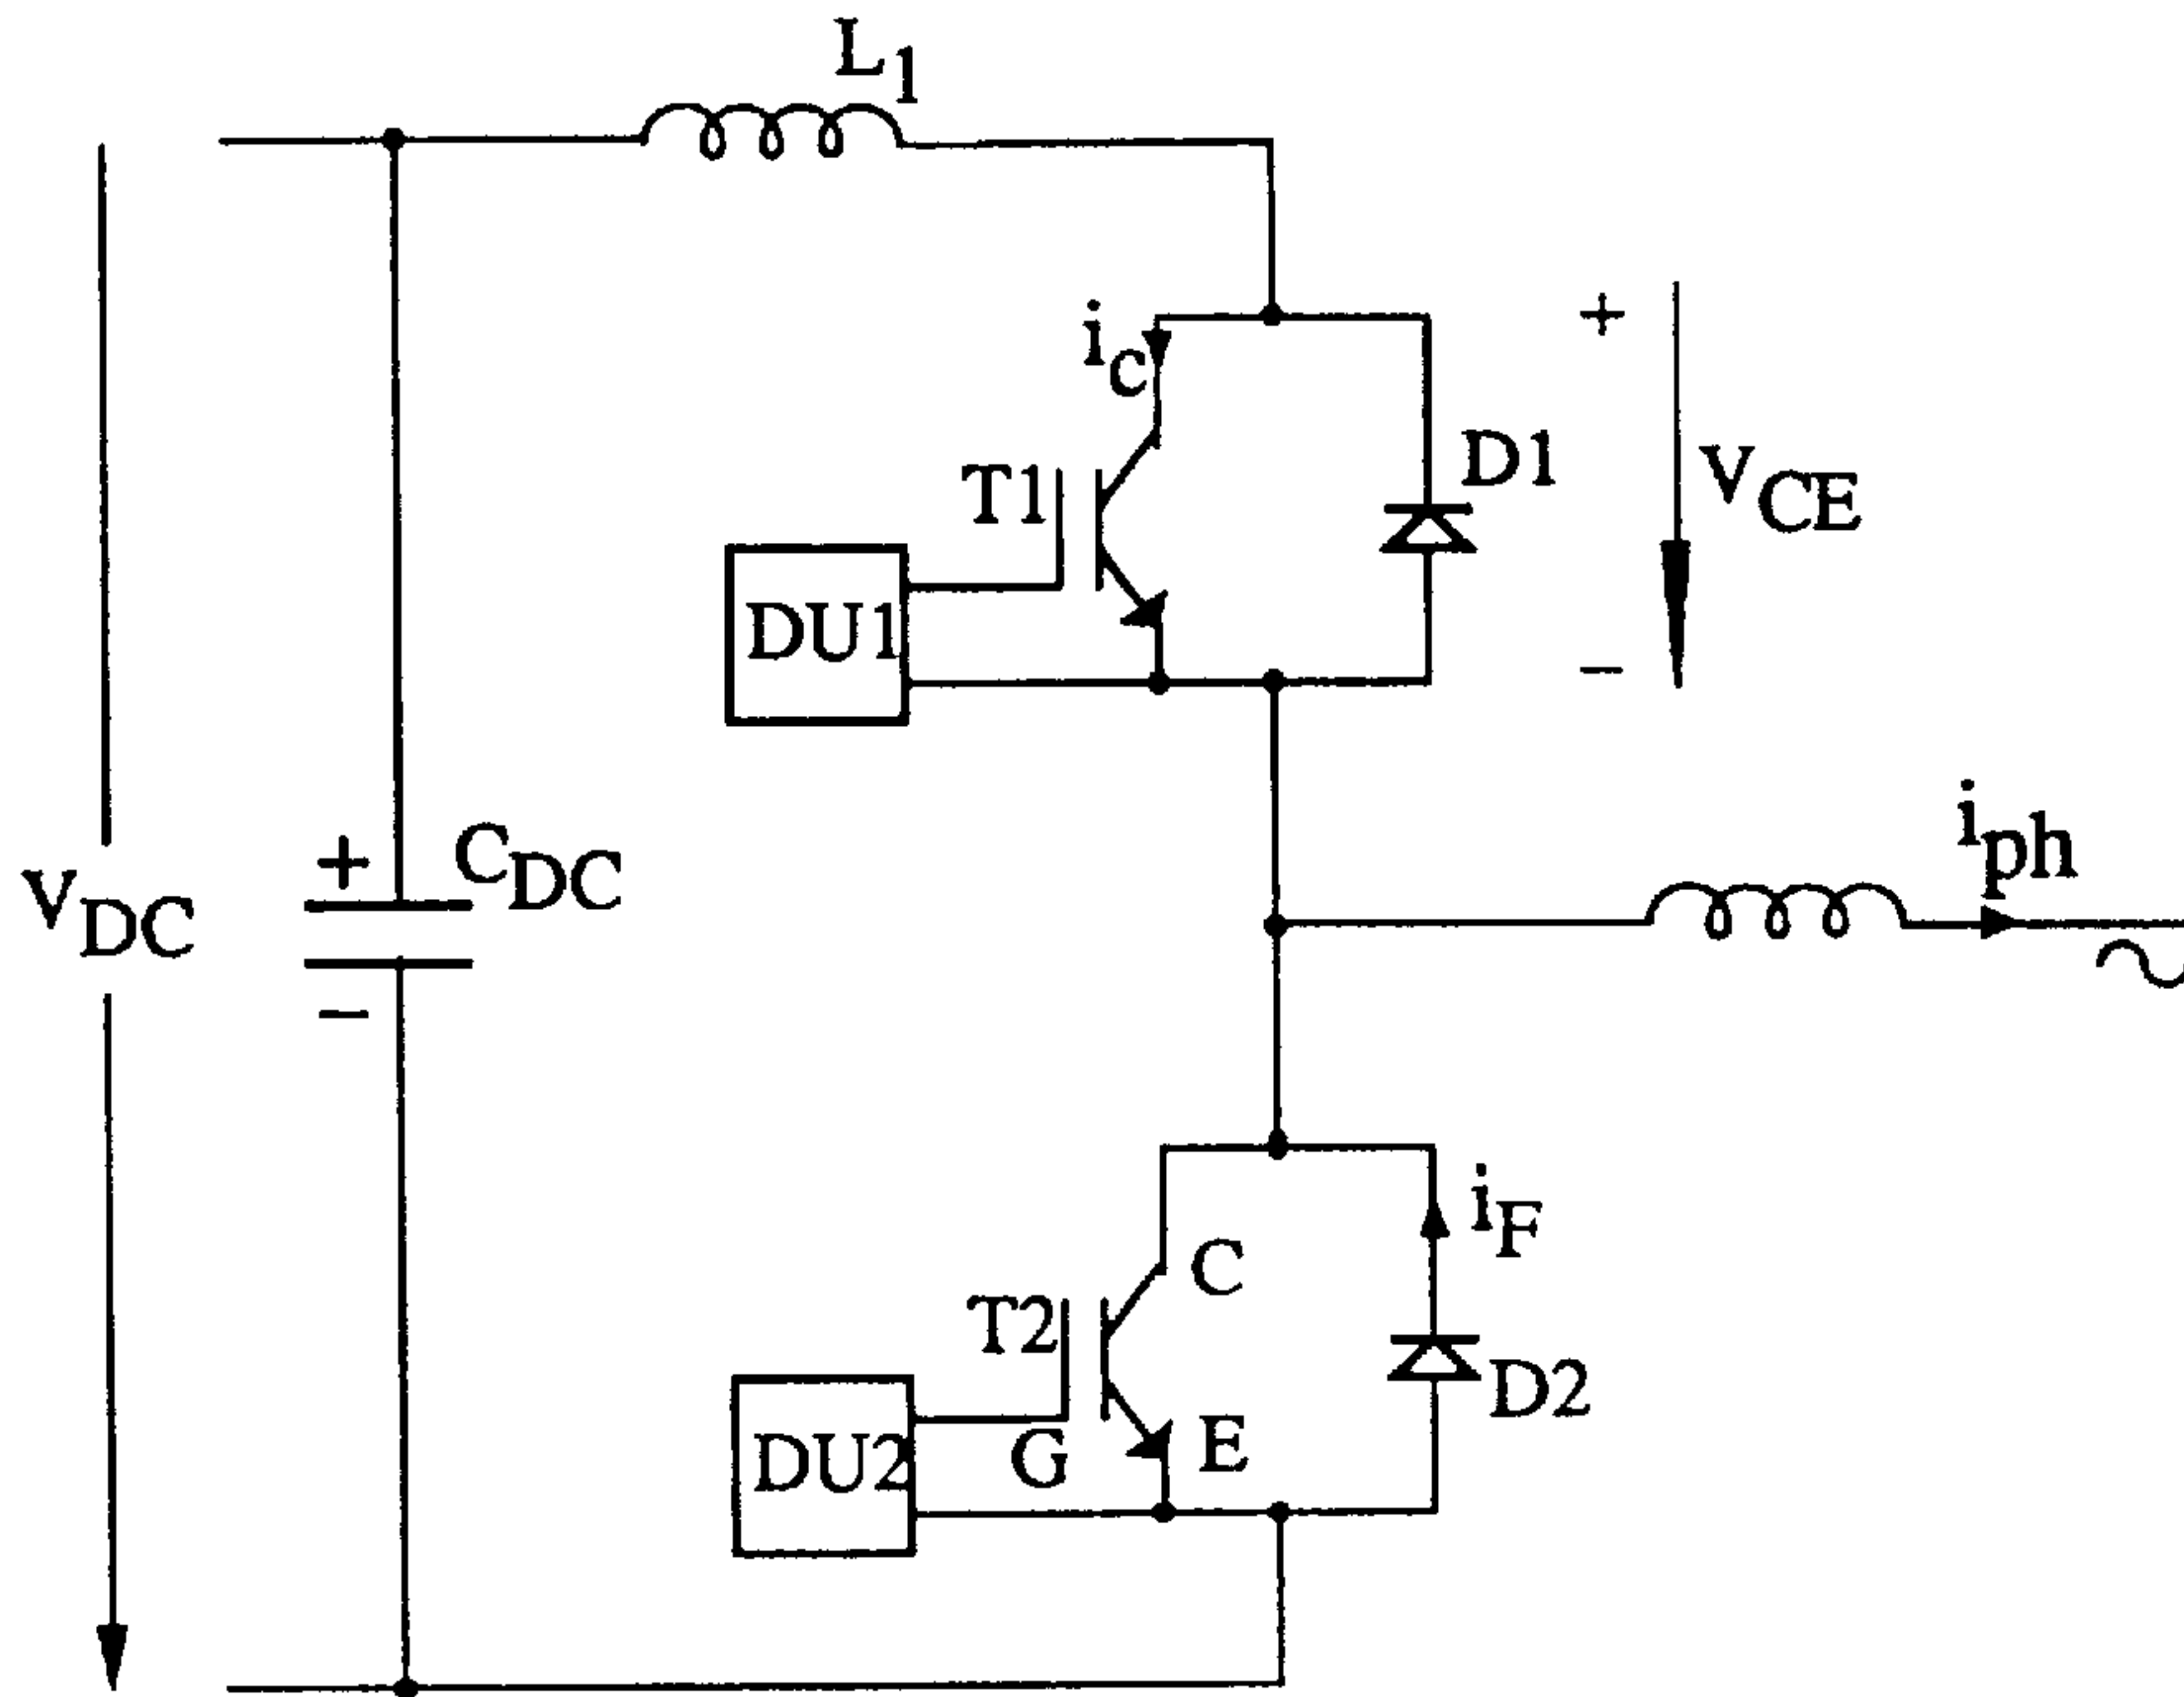 L1
iC
+
T1
D1
VCE
DU1
−
iph
+
CDC
VDC
−
iF
C
T2
D2
E
G
DU2